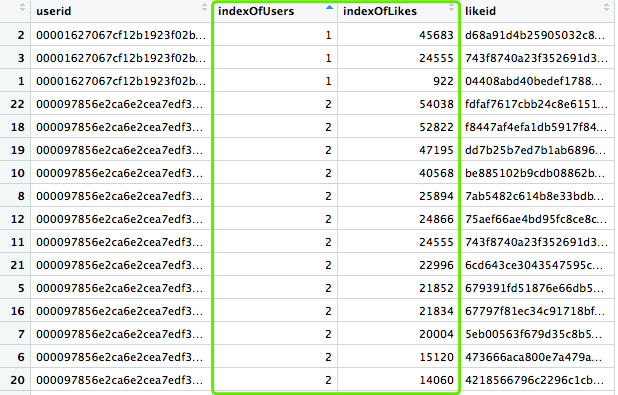 userid indexOfUsers indexOfLikes likeid
2 00001627067cf12b1923f02b... 1 45683 d68a91d4b25905032c8...
3 00001627067cf12b1923f02b... 1 24555 743f8740a23f352691d3...
1 00001627067cf12b1923f02b... 1 922 04408abd40bedef1788...
22 000097856e2ca6e2cea7edf3... 2 54038 fdfaf7617cbb24c8e6151...
18 000097856e2ca6e2cea7edf3... 2 52822 f8447af4efa1db5917f84...
19 000097856e2ca6e2cea7edf3... 2 47195 dd7b25b7ed7b1ab6896...
10 000097856e2ca6e2cea7edf3... 2 40568 be885102b9cdb08862b...
8 000097856e2ca6e2cea7edf3... 2 25894 7ab5482c614b8e33bdb...
12 000097856e2ca6e2cea7edf3... 2 24866 75aef66ae4bd95fc8ce8c...
11 000097856e2ca6e2cea7edf3... 2 24555 743f8740a23f352691d3...
21 000097856e2ca6e2cea7edf3... 2 22996 6cd643ce3043547595c...
5 000097856e2ca6e2cea7edf3... 2 21852 679391fd51876e66db5...
16 000097856e2ca6e2cea7edf3... 2 21834 67797f81ec34c91718bf...
7 000097856e2ca6e2cea7edf3... 2 20004 5eb00563f679d35c8b5...
6 000097856e2ca6e2cea7edf3... 2 15120 473666aca800e7a479a...
20 000097856e2ca6e2cea7edf3... 2 14060 4218566796c2296c1cb...